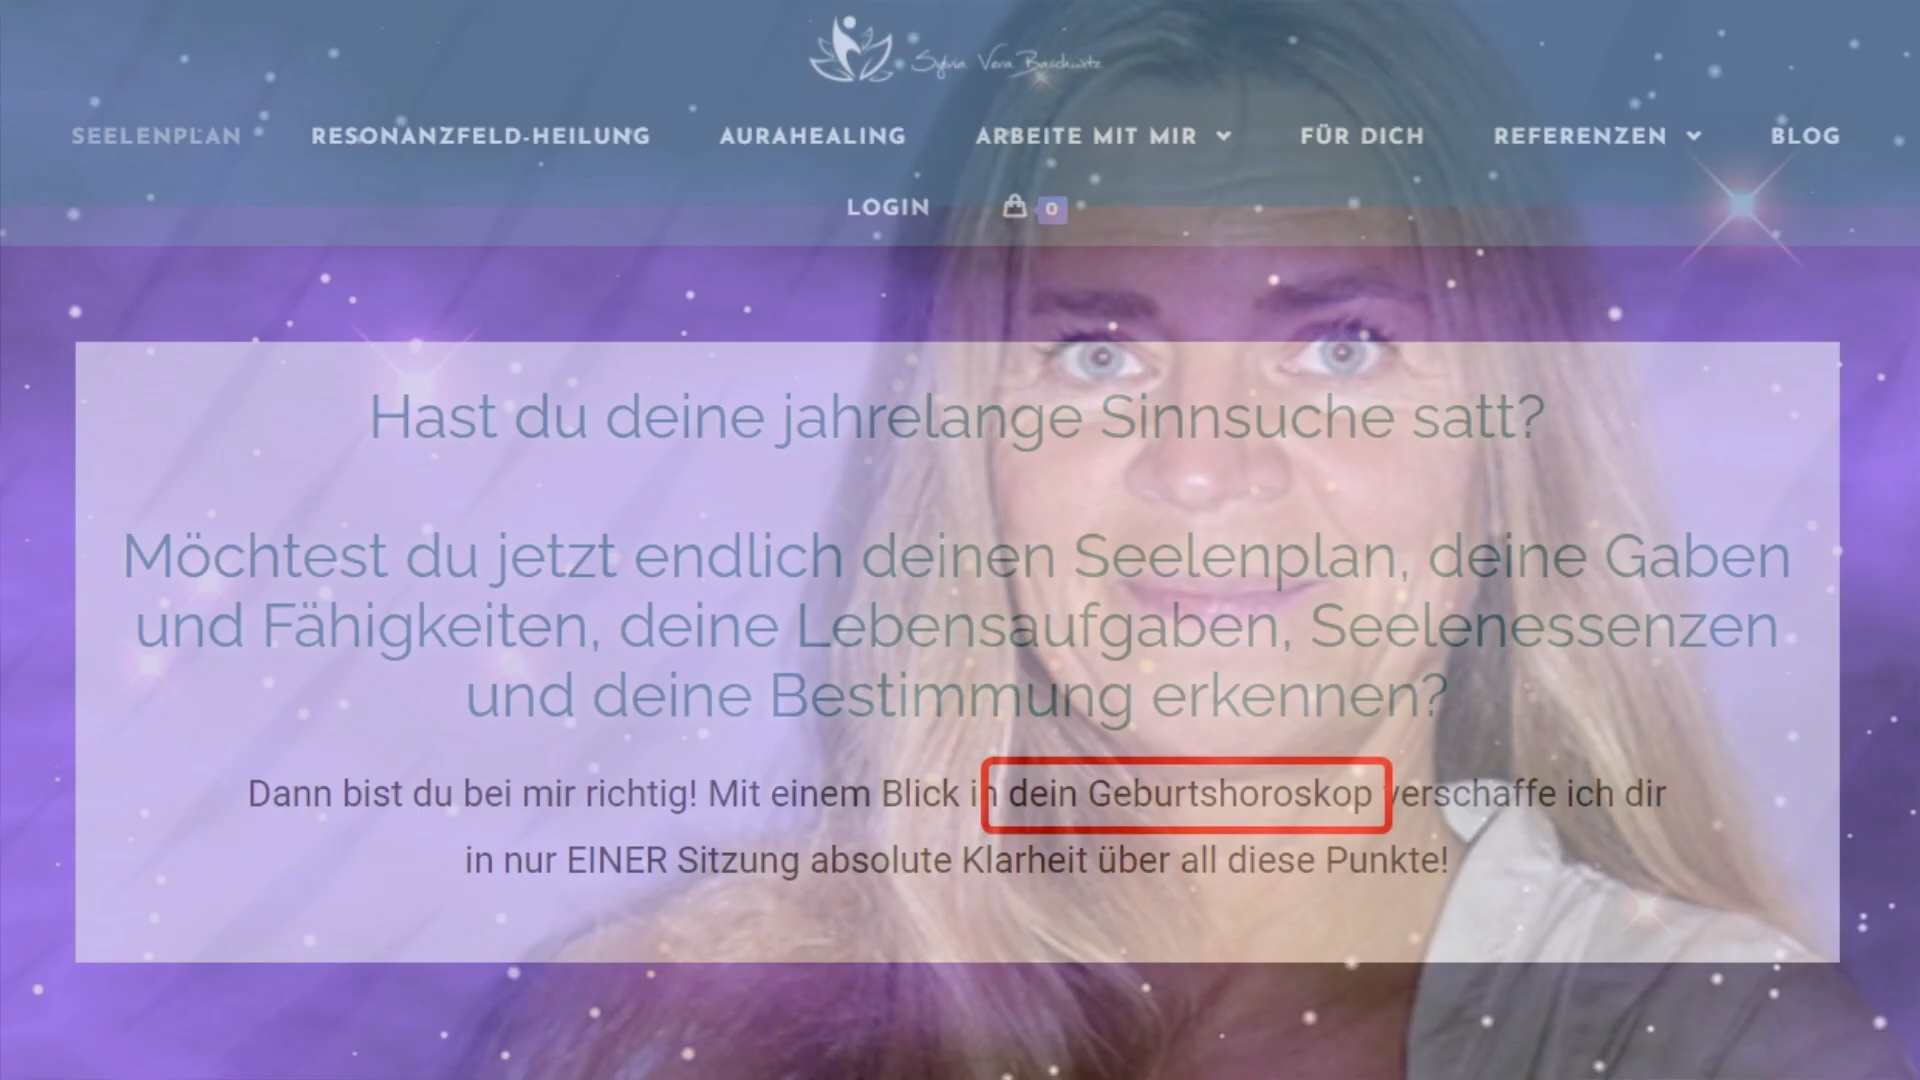 Sylvia Vera Baschwitz
SEELENPLAN RESONANZFELD-HEILUNG AURAHEALING ARBEITE MIT MIR FÜR DICH REFERENZEN BLOG
LOGIN 0
Hast du deine jahrelange Sinnsuche satt?
Möchtest du jetzt endlich deinen Seelenplan, deine Gaben
und Fähigkeiten, deine Lebensaufgaben, Seelenessenzen
und deine Bestimmung erkennen?
Dann bist du bei mir richtig! Mit einem Blick in dein Geburtshoroskop verschaffe ich dir
in nur EINER Sitzung absolute Klarheit über all diese Punkte!